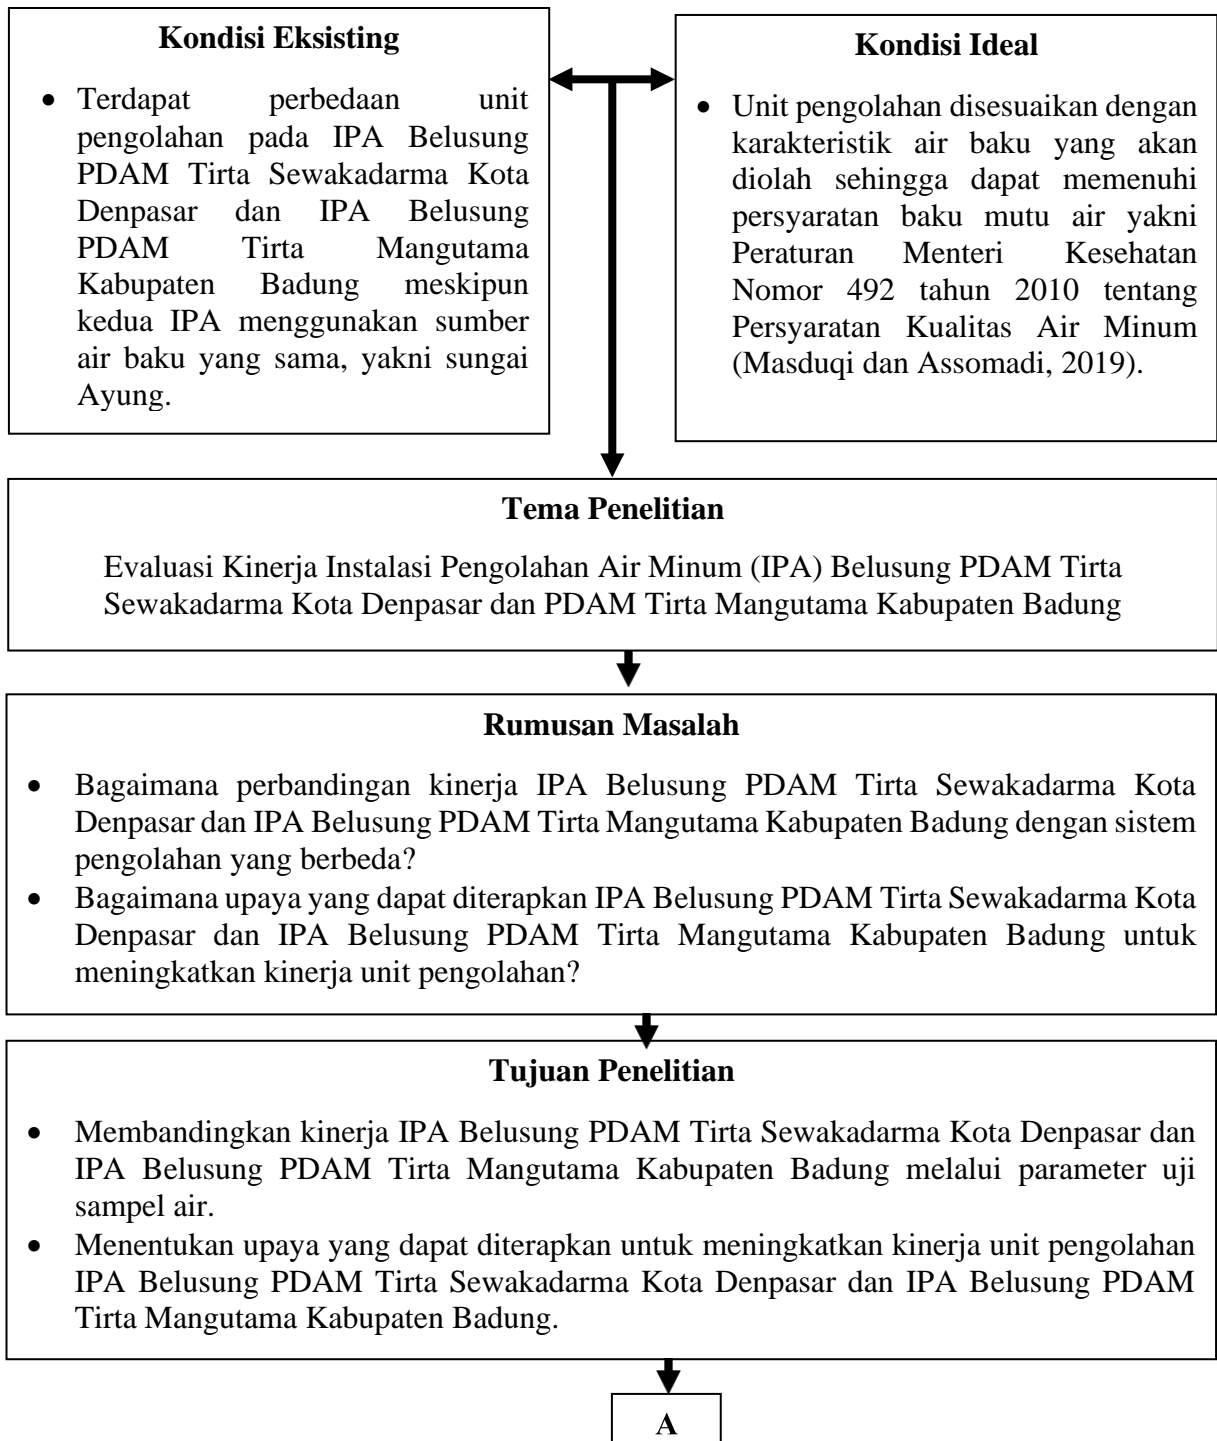 Kondisi Eksisting
• Terdapat perbedaan unit
pengolahan pada IPA Belusung
PDAM Tirta Sewakadarma Kota
Denpasar dan IPA Belusung
PDAM Tirta Mangutama
Kabupaten Badung meskipun
kedua IPA menggunakan sumber
air baku yang sama, yakni sungai
Ayung.
Kondisi Ideal
• Unit pengolahan disesuaikan dengan
karakteristik air baku yang akan
diolah sehingga dapat memenuhi
persyaratan baku mutu air yakni
Peraturan Menteri Kesehatan
Nomor 492 tahun 2010 tentang
Persyaratan Kualitas Air Minum
(Masduqi dan Assomadi, 2019).
Tema Penelitian
Evaluasi Kinerja Instalasi Pengolahan Air Minum (IPA) Belusung PDAM Tirta
Sewakadarma Kota Denpasar dan PDAM Tirta Mangutama Kabupaten Badung
Rumusan Masalah
• Bagaimana perbandingan kinerja IPA Belusung PDAM Tirta Sewakadarma Kota
Denpasar dan IPA Belusung PDAM Tirta Mangutama Kabupaten Badung dengan sistem
pengolahan yang berbeda?
• Bagaimana upaya yang dapat diterapkan IPA Belusung PDAM Tirta Sewakadarma Kota
Denpasar dan IPA Belusung PDAM Tirta Mangutama Kabupaten Badung untuk
meningkatkan kinerja unit pengolahan?
Tujuan Penelitian
• Membandingkan kinerja IPA Belusung PDAM Tirta Sewakadarma Kota Denpasar dan
IPA Belusung PDAM Tirta Mangutama Kabupaten Badung melalui parameter uji
sampel air.
• Menentukan upaya yang dapat diterapkan untuk meningkatkan kinerja unit pengolahan
IPA Belusung PDAM Tirta Sewakadarma Kota Denpasar dan IPA Belusung PDAM
Tirta Mangutama Kabupaten Badung.
A